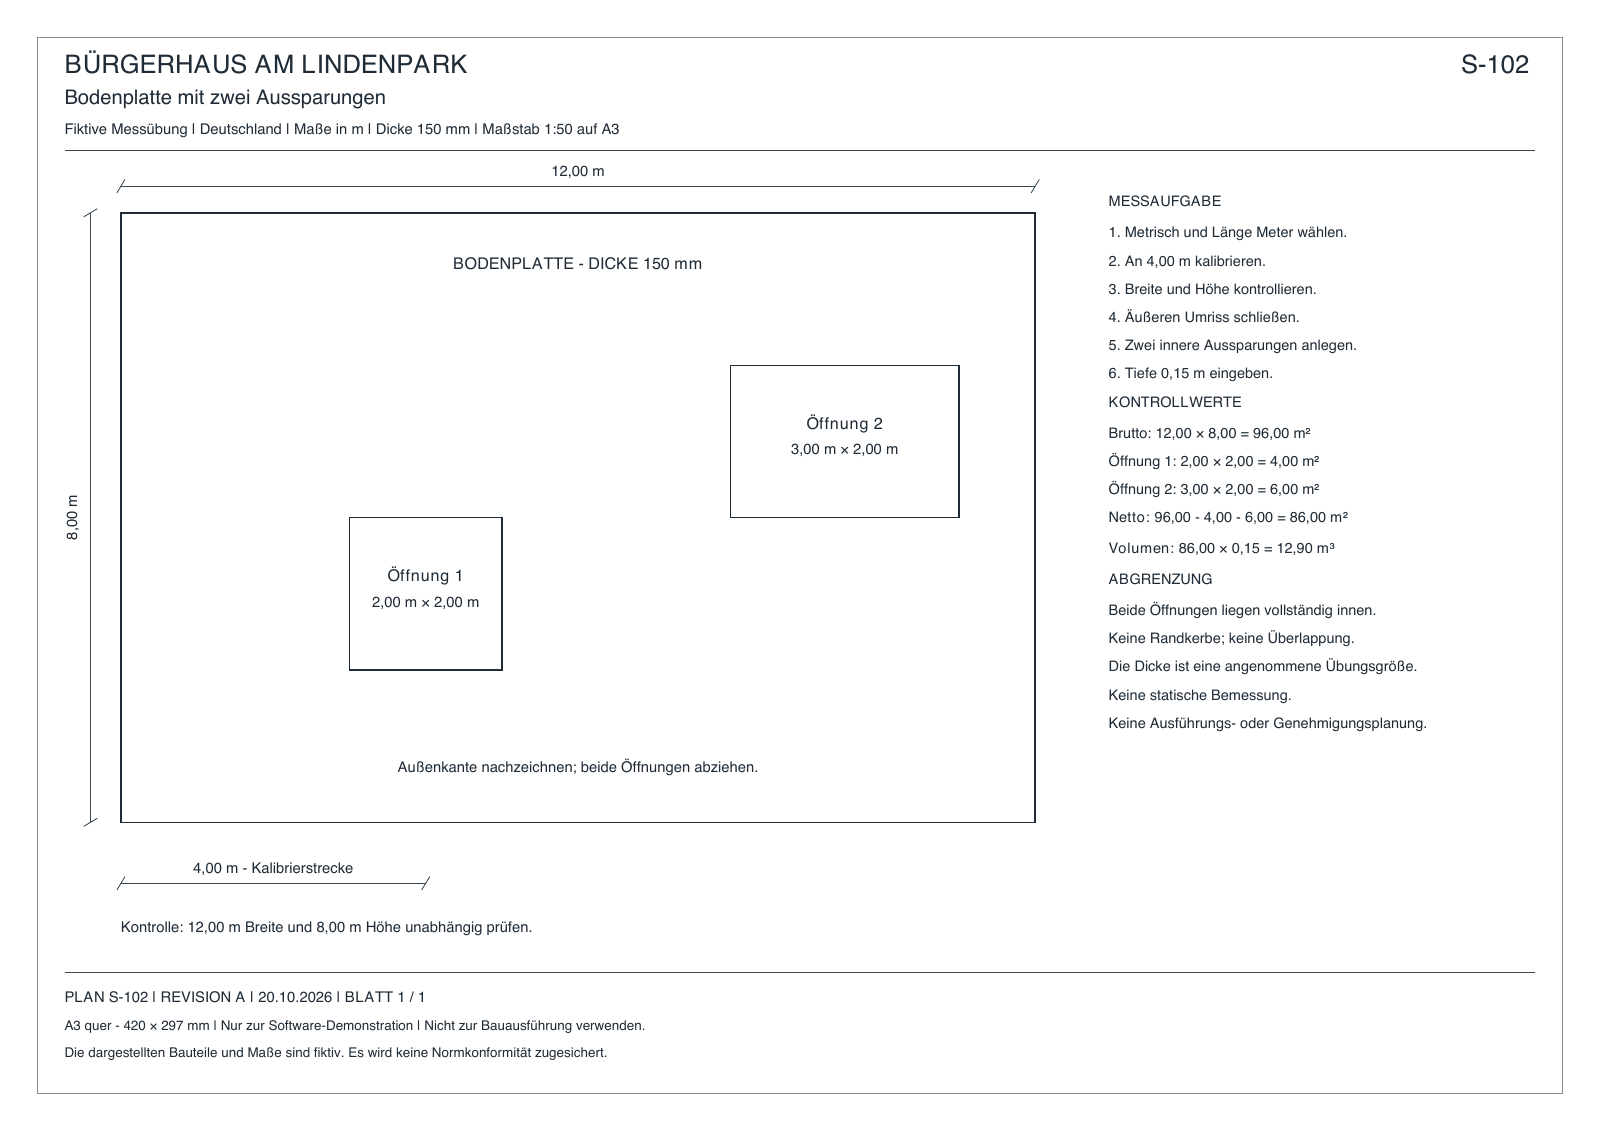 BÜRGERHAUS AM LINDENPARK
S-102
Bodenplatte mit zwei Aussparungen
Fiktive Messübung | Deutschland | Maße in m | Dicke 150 mm | Maßstab 1:50 auf A3
12,00 m
8,00 m
BODENPLATTE - DICKE 150 mm
Öffnung 2
3,00 m × 2,00 m
Öffnung 1
2,00 m × 2,00 m
Außenkante nachzeichnen; beide Öffnungen abziehen.
4,00 m - Kalibrierstrecke
Kontrolle: 12,00 m Breite und 8,00 m Höhe unabhängig prüfen.
MESSAUFGABE
1. Metrisch und Länge Meter wählen.
2. An 4,00 m kalibrieren.
3. Breite und Höhe kontrollieren.
4. Äußeren Umriss schließen.
5. Zwei innere Aussparungen anlegen.
6. Tiefe 0,15 m eingeben.
KONTROLLWERTE
Brutto: 12,00 × 8,00 = 96,00 m²
Öffnung 1: 2,00 × 2,00 = 4,00 m²
Öffnung 2: 3,00 × 2,00 = 6,00 m²
Netto: 96,00 - 4,00 - 6,00 = 86,00 m²
Volumen: 86,00 × 0,15 = 12,90 m³
ABGRENZUNG
Beide Öffnungen liegen vollständig innen.
Keine Randkerbe; keine Überlappung.
Die Dicke ist eine angenommene Übungsgröße.
Keine statische Bemessung.
Keine Ausführungs- oder Genehmigungsplanung.
PLAN S-102 | REVISION A | 20.10.2026 | BLATT 1 / 1
A3 quer - 420 × 297 mm | Nur zur Software-Demonstration | Nicht zur Bauausführung verwenden.
Die dargestellten Bauteile und Maße sind fiktiv. Es wird keine Normkonformität zugesichert.